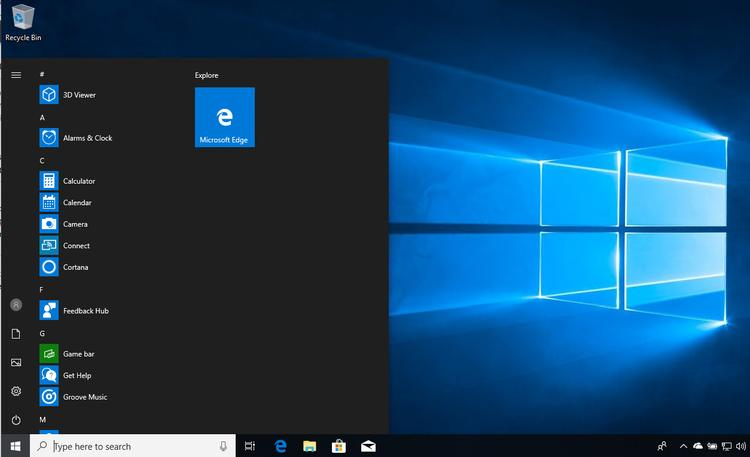 Recycle Bin
#
3D Viewer
A
Alarms & Clock
C
Calculator
Calendar
Camera
Connect
Cortana
F
Feedback Hub
G
Game bar
Get Help
Groove Music
M
Explore
Microsoft Edge
Type here to search